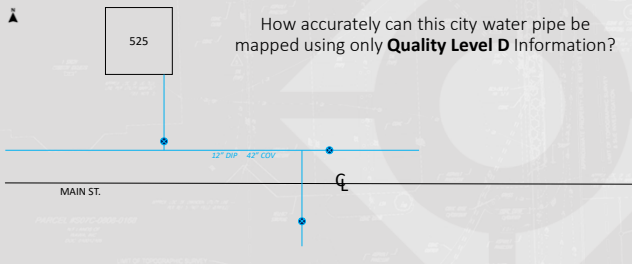 N
How accurately can this city water pipe be
mapped using only Quality Level D Information?
525
12" DIP 42" COV
MAIN ST.
℄